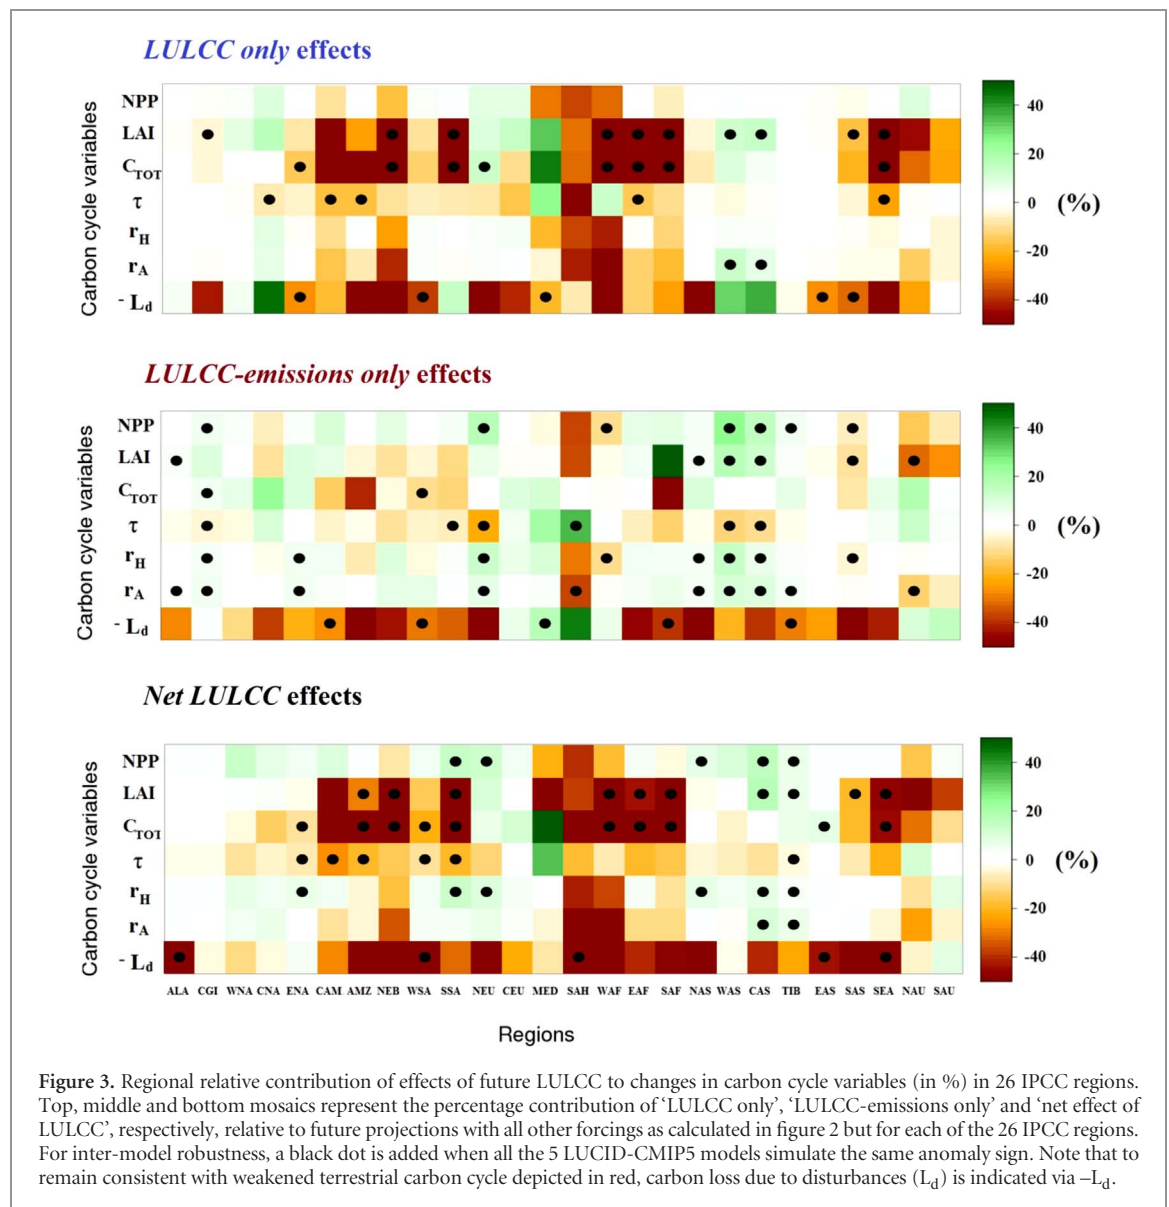 LULCC only effects
Carbon cycle variables
NPP
LAI
CTOT
τ
rH
rA
- Ld
40
20
0
-20
-40
(%)
LULCC-emissions only effects
Carbon cycle variables
NPP
LAI
CTOT
τ
rH
rA
- Ld
40
20
0
-20
-40
(%)
Net LULCC effects
Carbon cycle variables
NPP
LAI
CTOT
τ
rH
rA
- Ld
40
20
0
-20
-40
(%)
ALA CGI WNA CNA ENA CAM AMZ NEB WSA SSA NEU CEU MED SAH WAF EAF SAF NAS WAS CAS TIB EAS SAS SEA NAU SAU
Regions
Figure 3. Regional relative contribution of effects of future LULCC to changes in carbon cycle variables (in %) in 26 IPCC regions.
Top, middle and bottom mosaics represent the percentage contribution of ‘LULCC only’, ‘LULCC-emissions only’ and ‘net effect of
LULCC’, respectively, relative to future projections with all other forcings as calculated in figure 2 but for each of the 26 IPCC regions.
For inter-model robustness, a black dot is added when all the 5 LUCID-CMIP5 models simulate the same anomaly sign. Note that to
remain consistent with weakened terrestrial carbon cycle depicted in red, carbon loss due to disturbances (Ld) is indicated via –Ld.